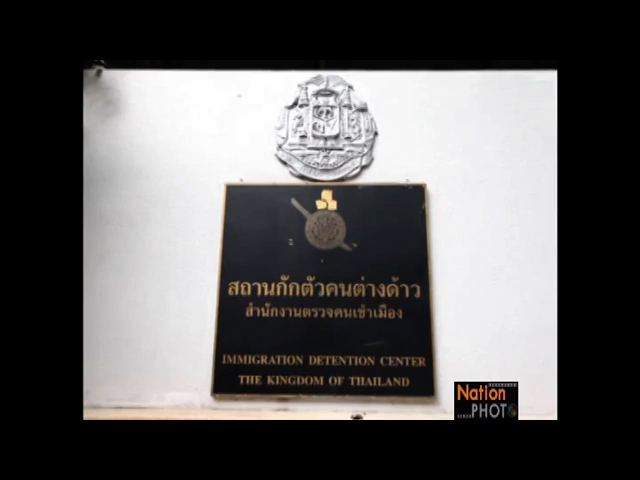 สถานกักตัวคนต่างด้าว
สำนักงานตรวจคนเข้าเมือง
IMMIGRATION DETENTION CENTER
THE KINGDOM OF THAILAND
Nation
PHOTO